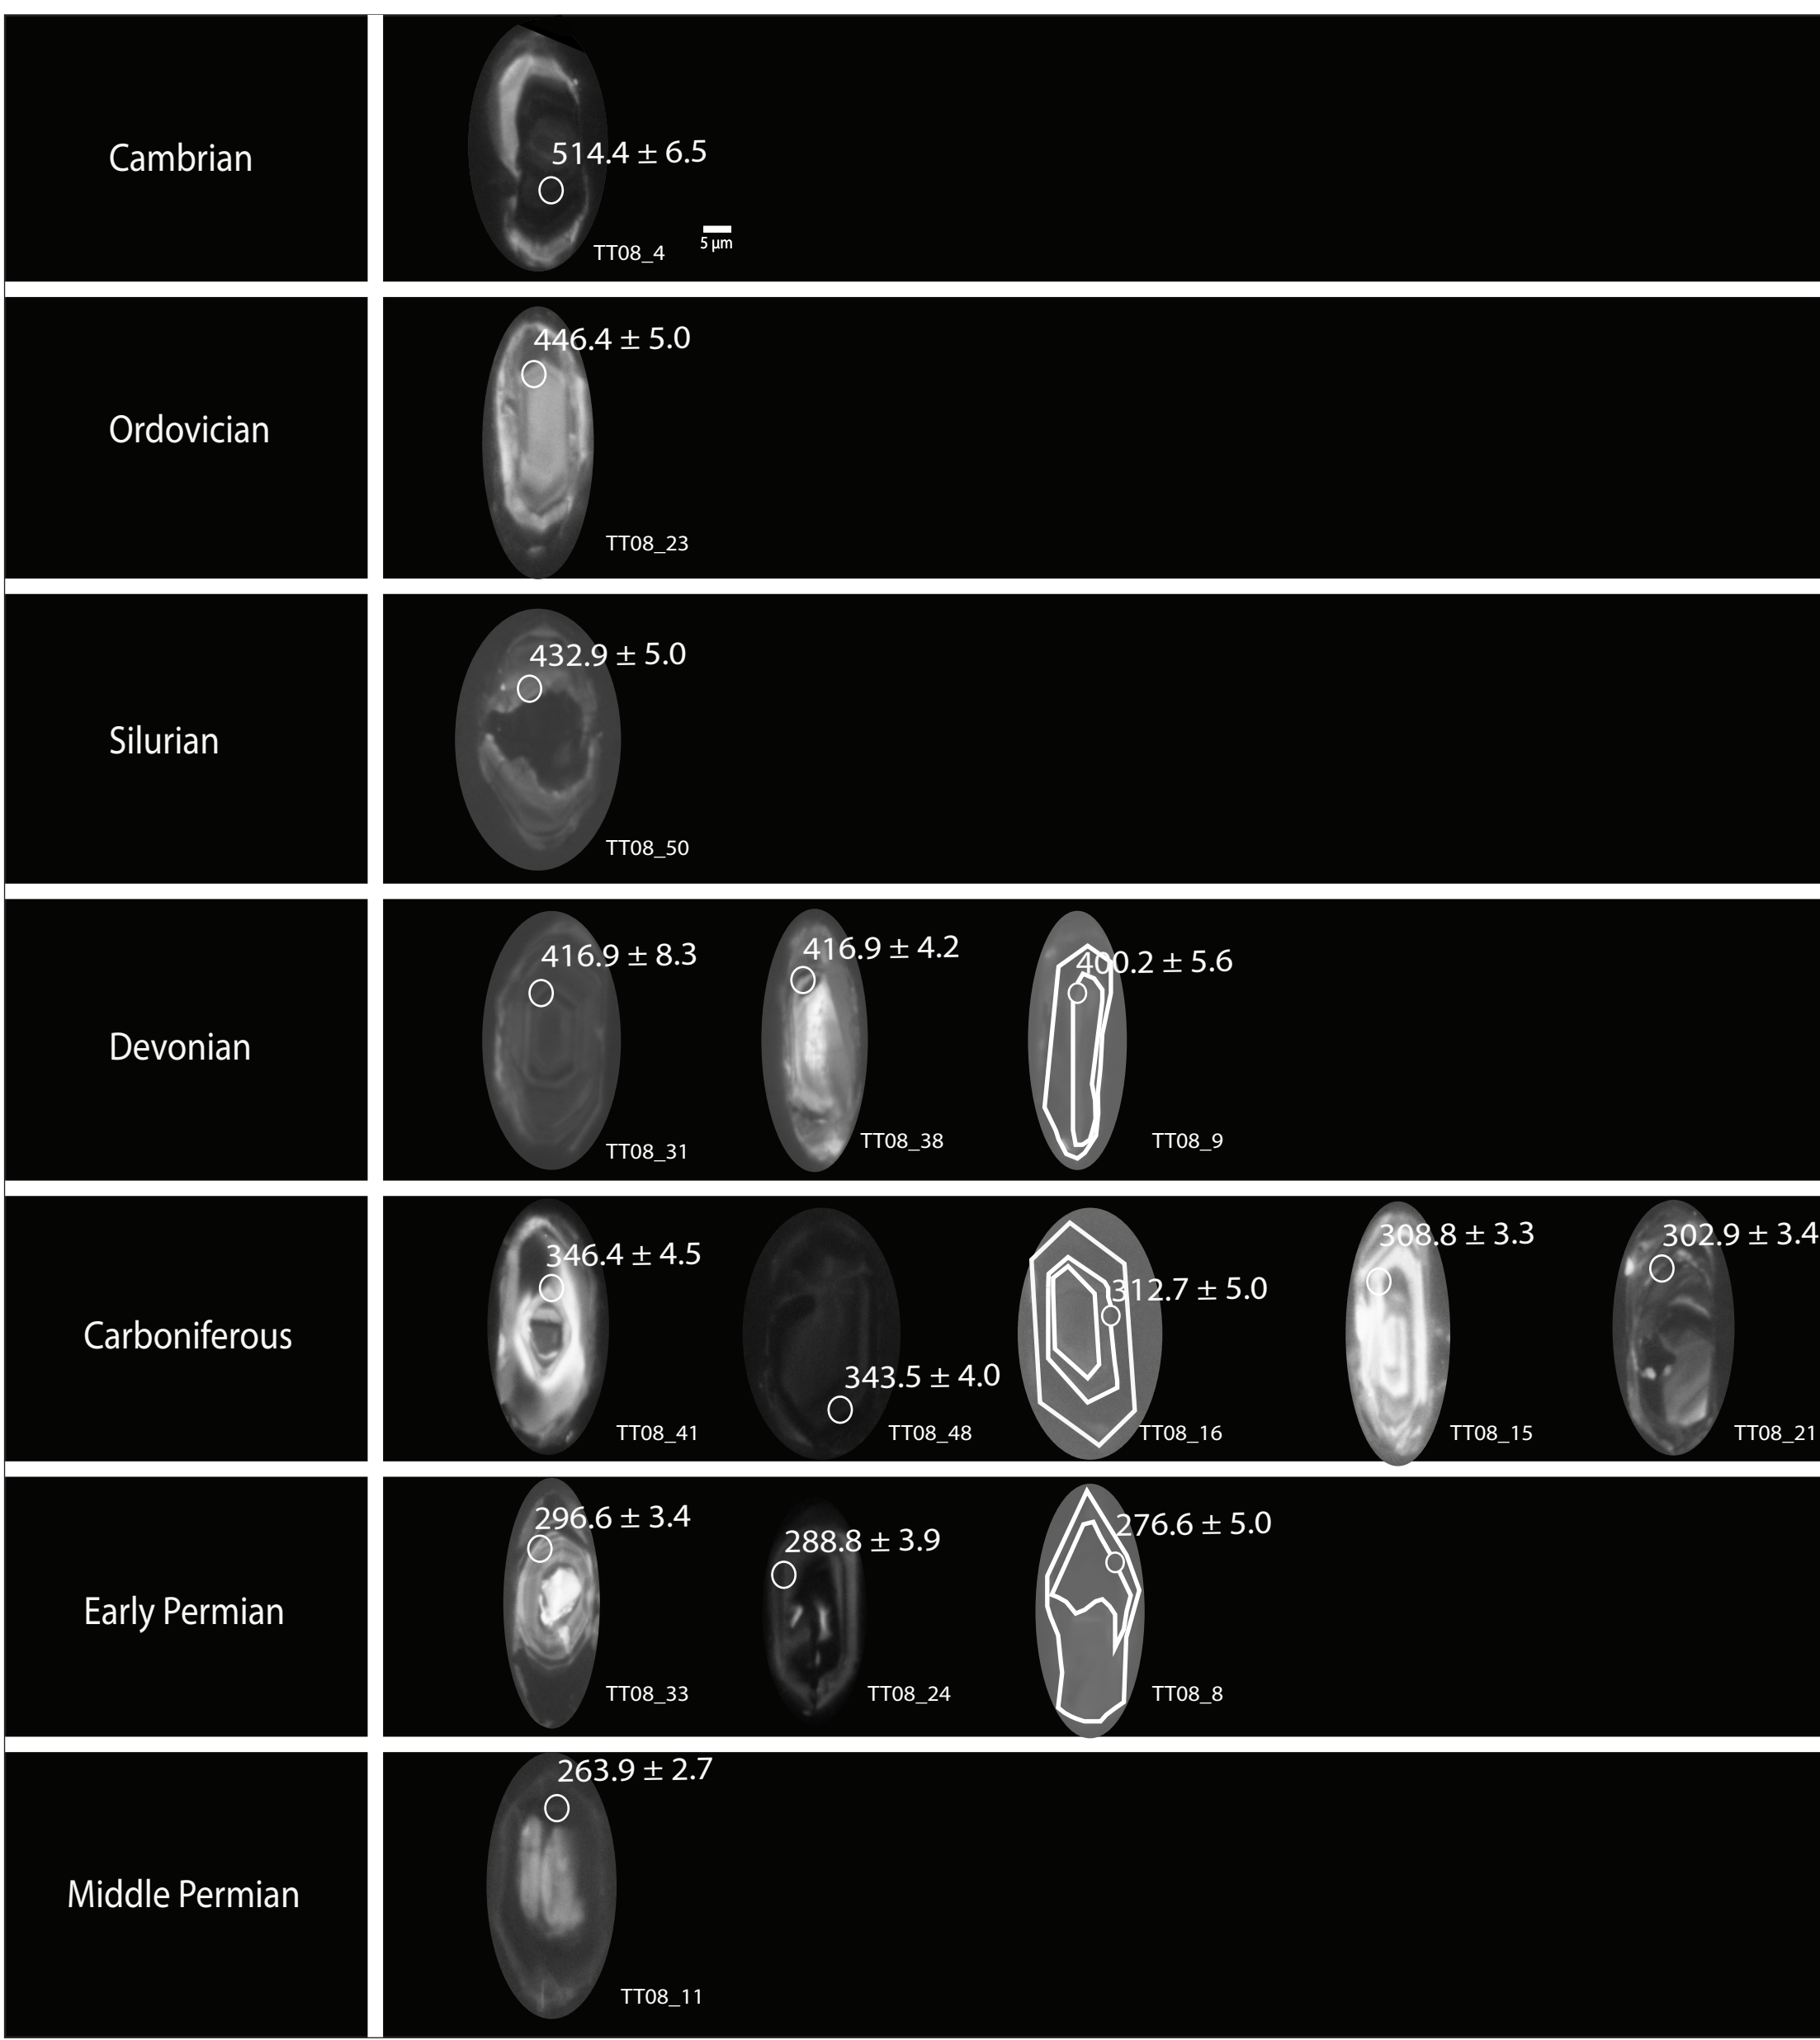 Cambrian
514.4 ± 6.5
5 µm
TT08_4
Ordovician
446.4 ± 5.0
TT08_23
Silurian
432.9 ± 5.0
TT08_50
Devonian
416.9 ± 8.3
TT08_31
416.9 ± 4.2
TT08_38
400.2 ± 5.6
TT08_9
Carboniferous
346.4 ± 4.5
TT08_41
343.5 ± 4.0
TT08_48
312.7 ± 5.0
TT08_16
308.8 ± 3.3
TT08_15
302.9 ± 3.4
TT08_21
Early Permian
296.6 ± 3.4
TT08_33
288.8 ± 3.9
TT08_24
276.6 ± 5.0
TT08_8
Middle Permian
263.9 ± 2.7
TT08_11